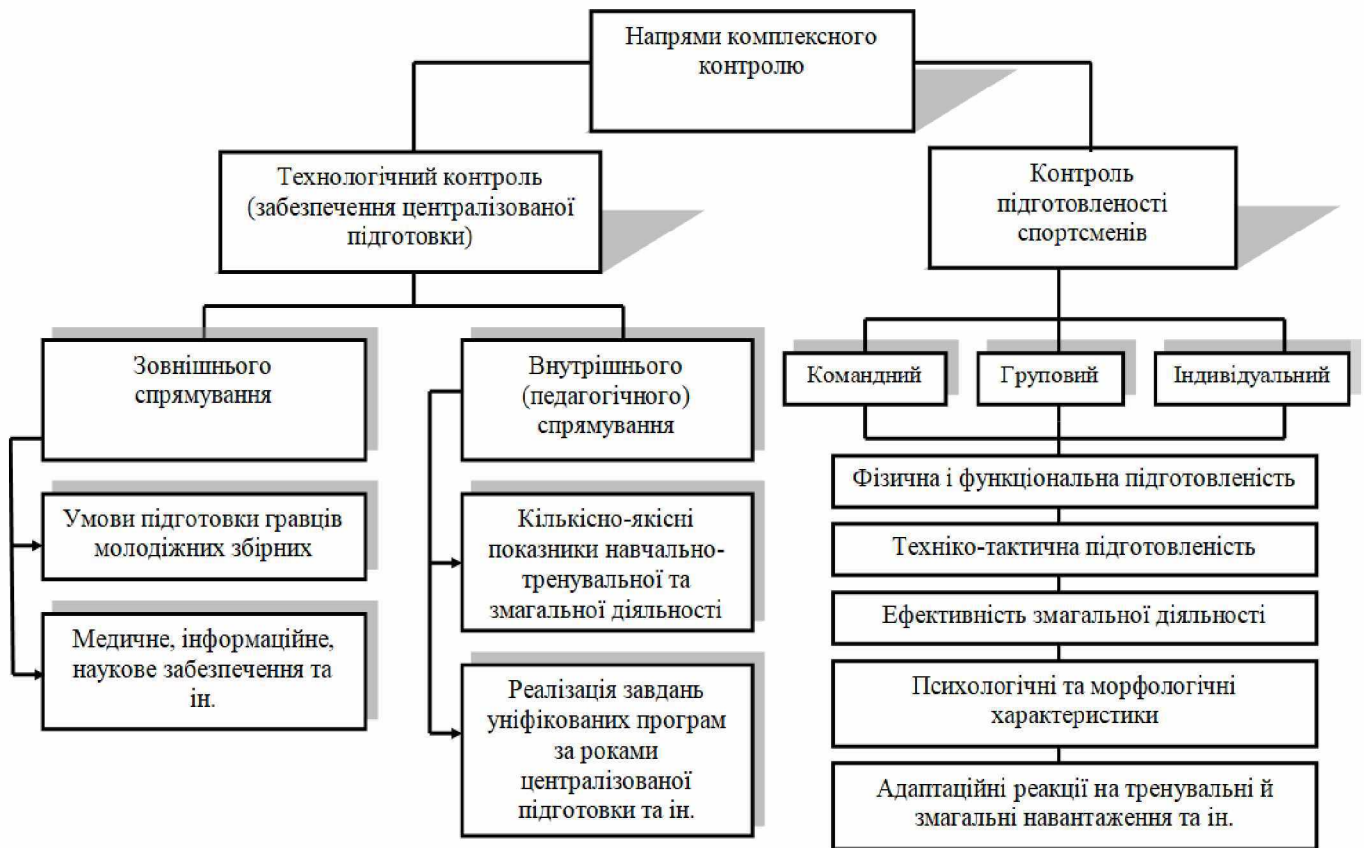 Напрями комплексного
контролю
Технологічний контроль
(забезпечення централізованої
підготовки)
Контроль
підготовленості
спортсменів
Зовнішнього
спрямування
Внутрішнього
(педагогічного)
спрямування
Командний
Груповий
Індивідуальний
Умови підготовки гравців
молодіжних збірних
Медичне, інформаційне,
наукове забезпечення та
ін.
Кількісно-якісні
показники навчально-
тренувальної та
змагальної діяльності
Реалізація завдань
уніфікованих програм
за роками
централізованої
підготовки та ін.
Фізична і функціональна підготовленість
Техніко-тактична підготовленість
Ефективність змагальної діяльності
Психологічні та морфологічні
характеристики
Адаптаційні реакції на тренувальні й
змагальні навантаження та ін.